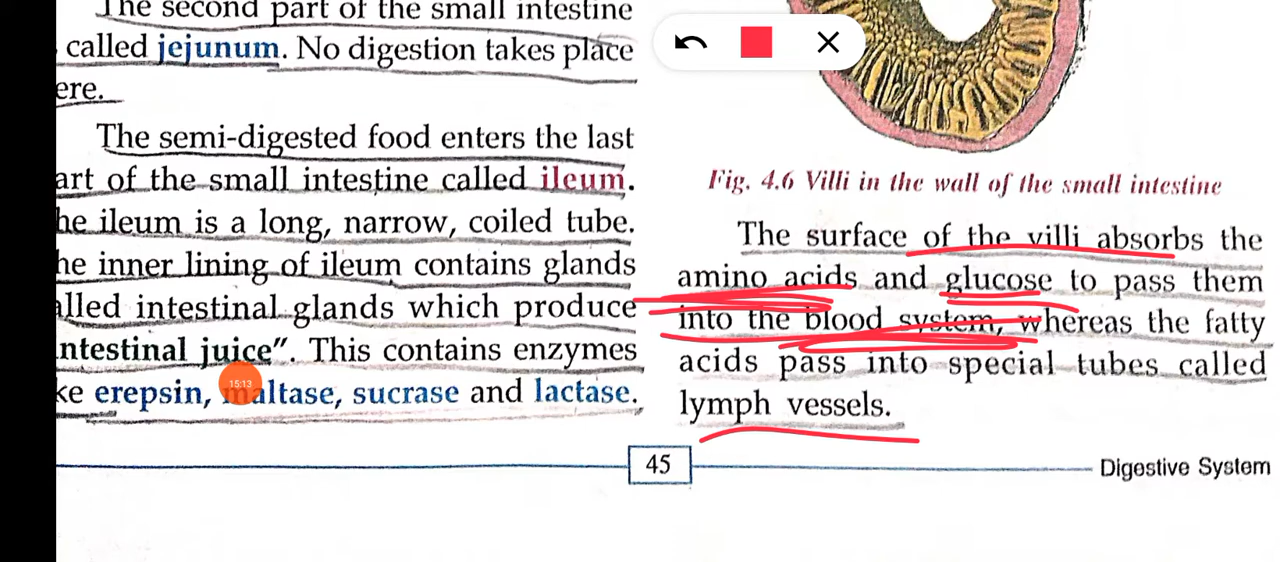 The second part of the small intestine
called jejunum. No digestion takes place
ere.
The semi-digested food enters the last
art of the small intestine called ileum.
he ileum is a long, narrow, coiled tube.
he inner lining of ileum contains glands
alled intestinal glands which produce
intestinal juice". This contains enzymes
ke erepsin, maltase, sucrase and lactase.
15:13
Fig. 4.6 Villi in the wall of the small intestine
The surface of the villi absorbs the
amino acids and glucose to pass them
into the blood system, whereas the fatty
acids pass into special tubes called
lymph vessels.
45
Digestive System